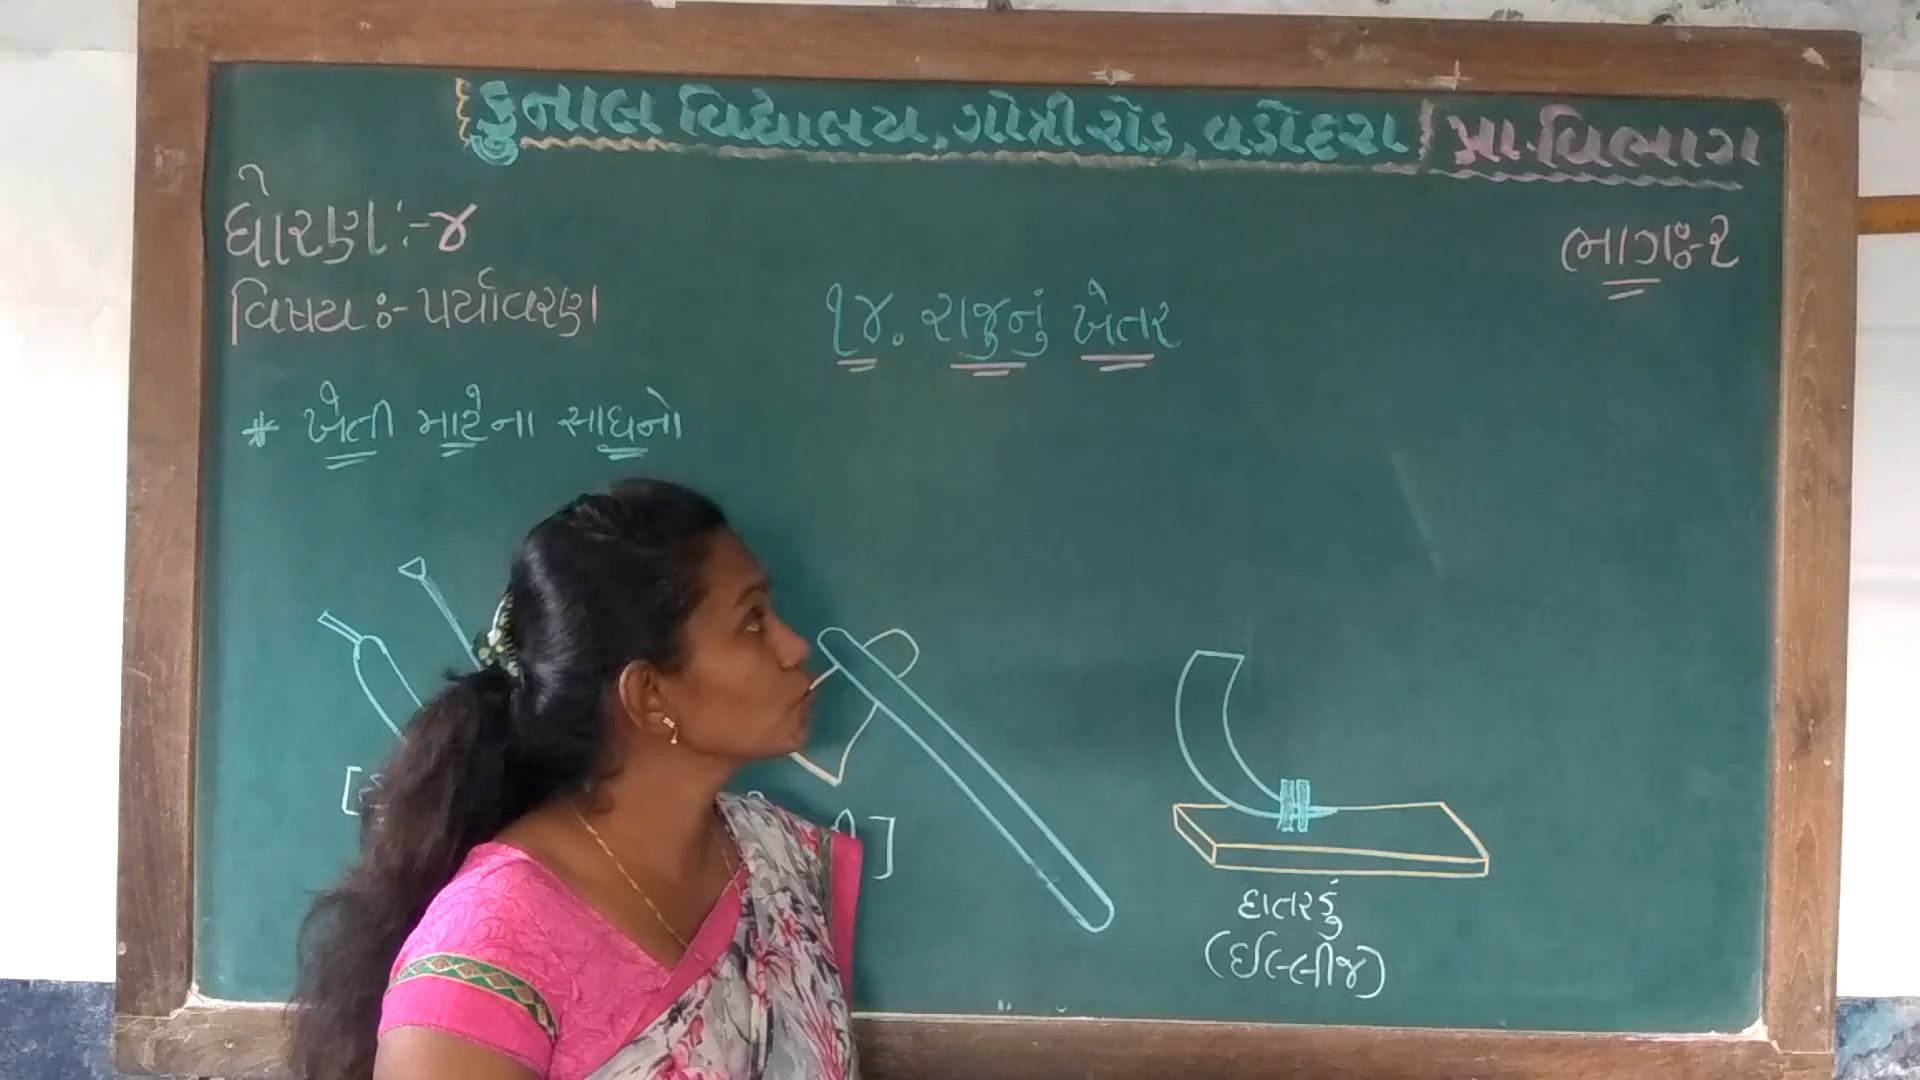 કુનાલ વિદ્યાલય, ગોત્રી રોડ, વડોદરા પ્રા.વિભાગ
ધોરણ :- ૪
ભાગ :- ૨
વિષય :- પર્યાવરણ
૧૪. રાજુનું ખેતર
* ખેતી માટેના સાધનો
દાતરડું
(ઈલ્લીજ)